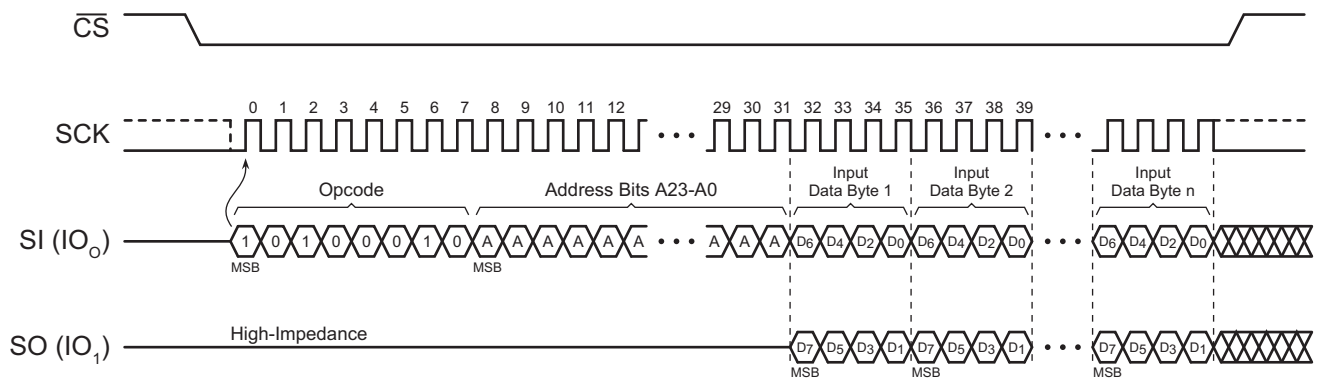 CS
SCK
0 1 2 3 4 5 6 7 8 9 10 11 12 29 30 31 32 33 34 35 36 37 38 39
Opcode
Address Bits A23-A0
Input
Data Byte 1
Input
Data Byte 2
Input
Data Byte n
SI (IO0)
1 0 1 0 0 0 1 0 A A A A A A A A A D6 D4 D2 D0 D6 D4 D2 D0 D6 D4 D2 D0
MSB MSB
High-Impedance
SO (IO1)
D7 D5 D3 D1 D7 D5 D3 D1 D7 D5 D3 D1
MSB MSB MSB